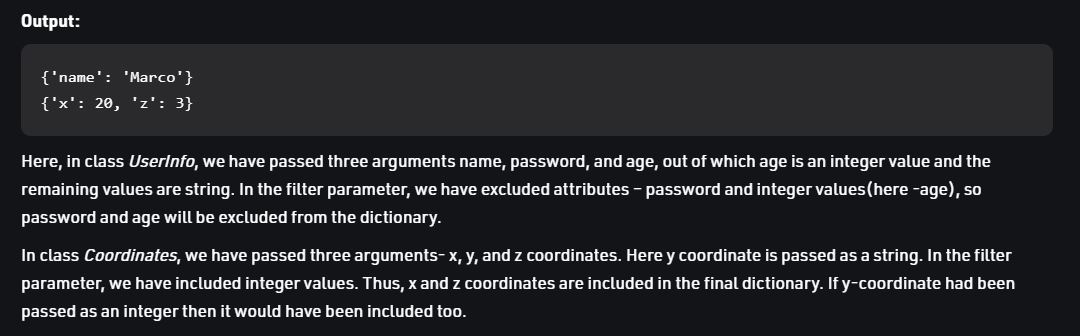 Output:
{'name': 'Marco'}
{'x': 20, 'z': 3}
Here, in class UserInfo, we have passed three arguments name, password, and age, out of which age is an integer value and the
remaining values are string. In the filter parameter, we have excluded attributes – password and integer values(here -age), so
password and age will be excluded from the dictionary.
In class Coordinates, we have passed three arguments- x, y, and z coordinates. Here y coordinate is passed as a string. In the filter
parameter, we have included integer values. Thus, x and z coordinates are included in the final dictionary. If y-coordinate had been
passed as an integer then it would have been included too.